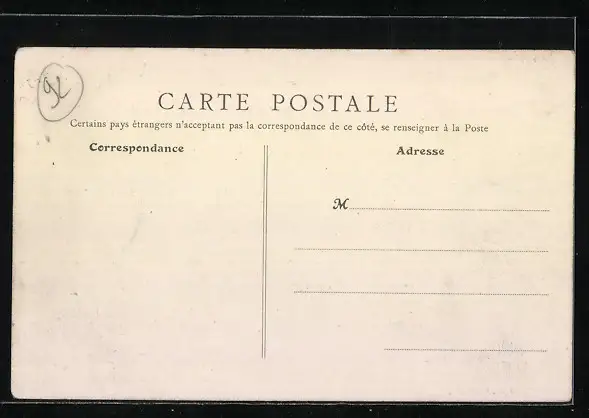 CARTE POSTALE
Certains pays étrangers n'acceptant pas la correspondance de ce côté, se renseigner à la Poste
Correspondance
Adresse
M